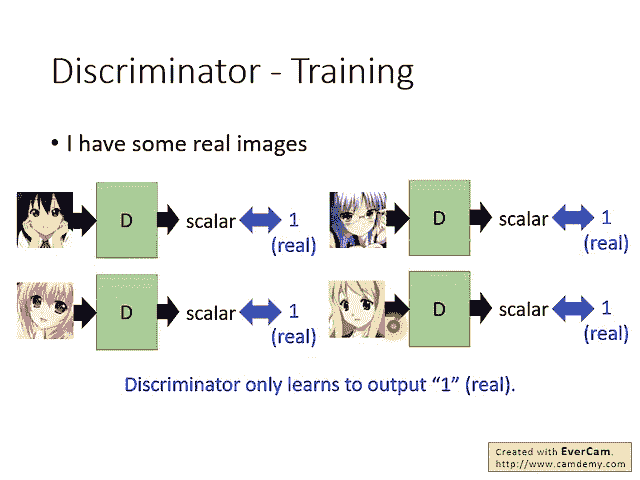 Discriminator - Training
• I have some real images
D scalar 1 (real)
D scalar 1 (real)
D scalar 1 (real)
D scalar 1 (real)
Discriminator only learns to output “1” (real).
Created with EverCam.
http://www.camdemy.com